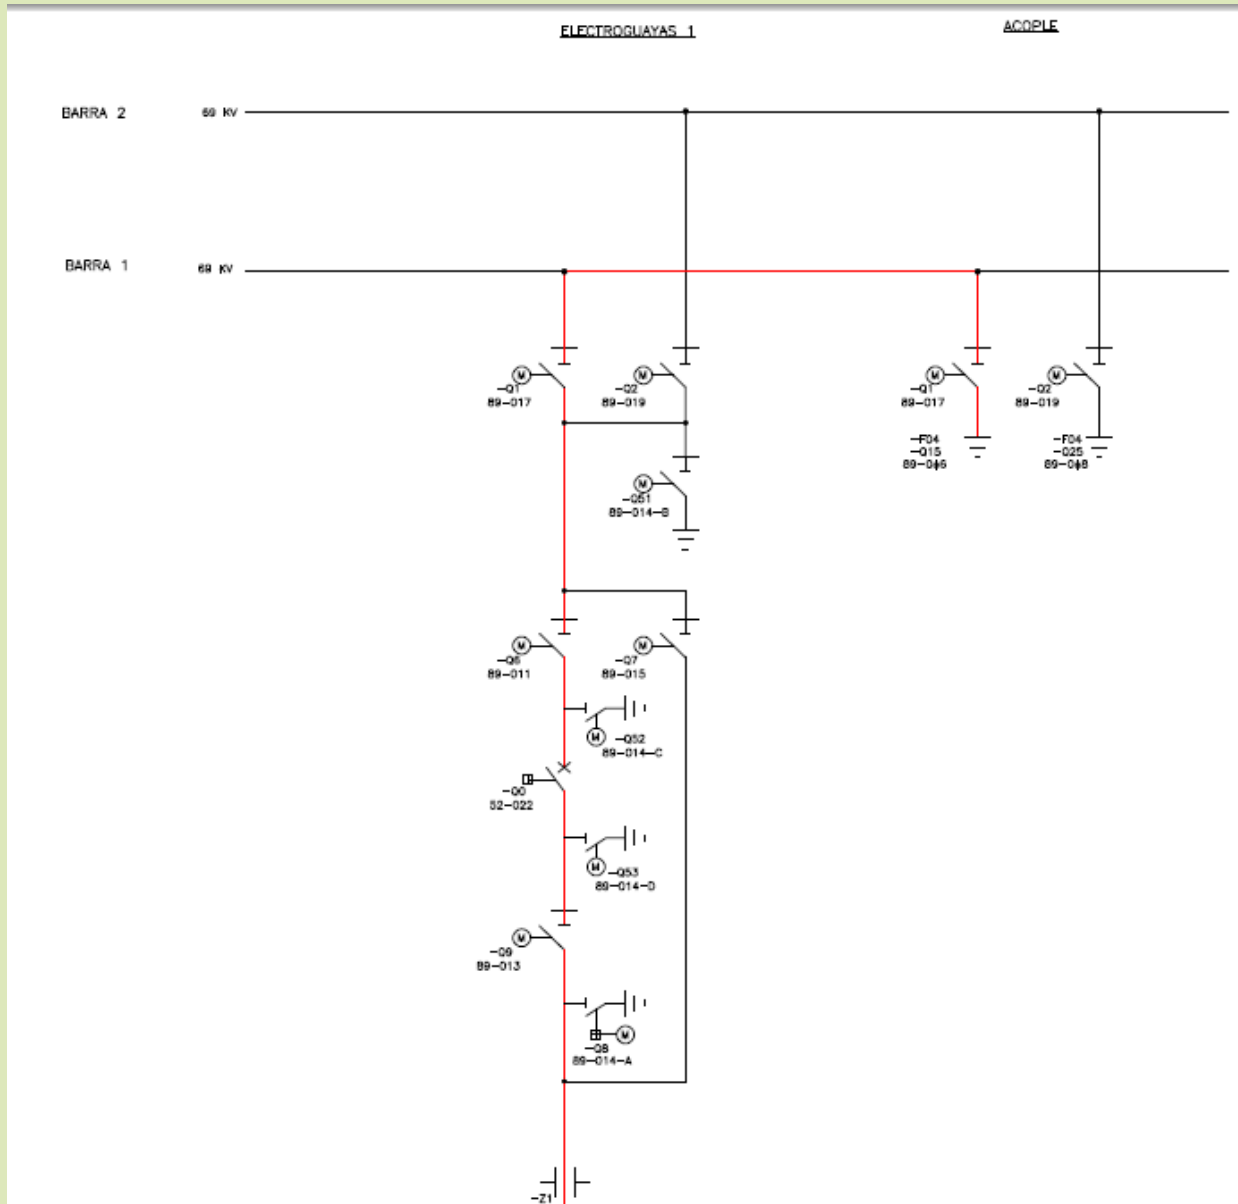 ELECTROGUAYAS 1
ACOPLE
BARRA 2
69 KV
BARRA 1
69 KV
M
-Q1
89-017
M
-Q2
89-019
M
-Q1
89-017
M
-Q2
89-019
-F04
-Q15
-F04
-Q25
M
-Q51
89-014-B
M
-Q6
89-011
M
-Q7
89-015
M
-Q52
89-014-C
-Q0
52-022
M
-Q53
89-014-D
M
-Q9
89-013
M
-Q8
89-014-A
-Z1